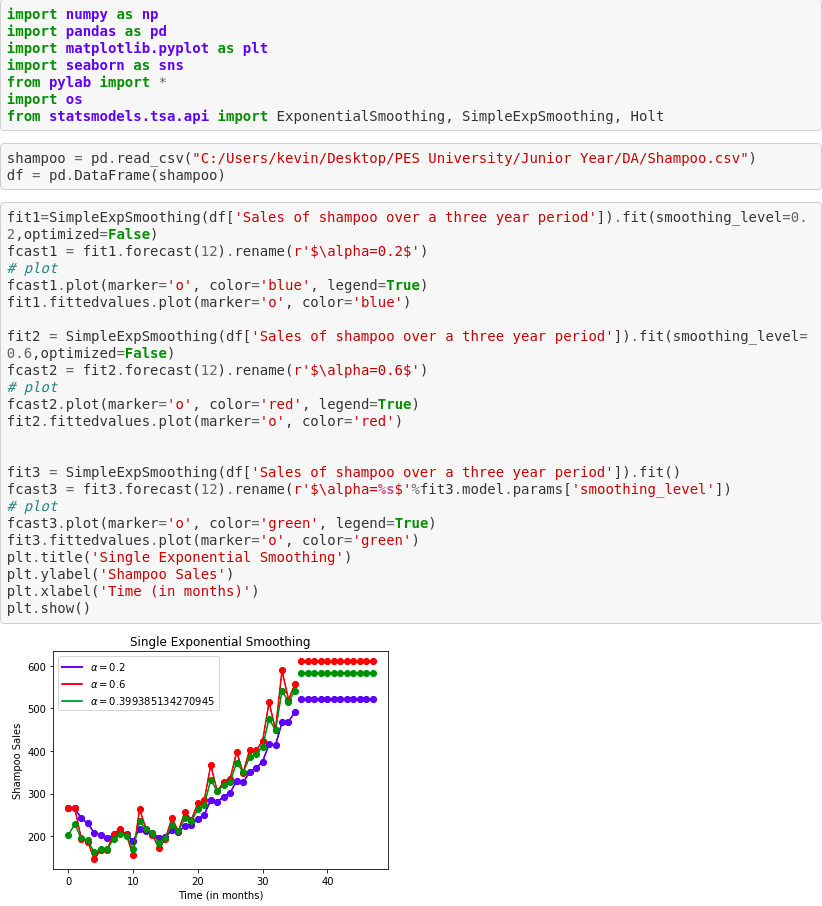 import numpy as np
import pandas as pd
import matplotlib.pyplot as plt
import seaborn as sns
from pylab import *
import os
from statsmodels.tsa.api import ExponentialSmoothing, SimpleExpSmoothing, Holt
shampoo = pd.read_csv("C:/Users/kevin/Desktop/PES University/Junior Year/DA/Shampoo.csv")
df = pd.DataFrame(shampoo)
fit1=SimpleExpSmoothing(df['Sales of shampoo over a three year period']).fit(smoothing_level=0.
2,optimized=False)
fcast1 = fit1.forecast(12).rename(r'$\alpha=0.2$')
# plot
fcast1.plot(marker='o', color='blue', legend=True)
fit1.fittedvalues.plot(marker='o', color='blue')
fit2 = SimpleExpSmoothing(df['Sales of shampoo over a three year period']).fit(smoothing_level=
0.6,optimized=False)
fcast2 = fit2.forecast(12).rename(r'$\alpha=0.6$')
# plot
fcast2.plot(marker='o', color='red', legend=True)
fit2.fittedvalues.plot(marker='o', color='red')
fit3 = SimpleExpSmoothing(df['Sales of shampoo over a three year period']).fit()
fcast3 = fit3.forecast(12).rename(r'$\alpha=%s$'%fit3.model.params['smoothing_level'])
# plot
fcast3.plot(marker='o', color='green', legend=True)
fit3.fittedvalues.plot(marker='o', color='green')
plt.title('Single Exponential Smoothing')
plt.ylabel('Shampoo Sales')
plt.xlabel('Time (in months)')
plt.show()
Single Exponential Smoothing
α = 0.2
α = 0.6
α = 0.399385134270945
600
500
400
300
200
Shampoo Sales
0 10 20 30 40
Time (in months)